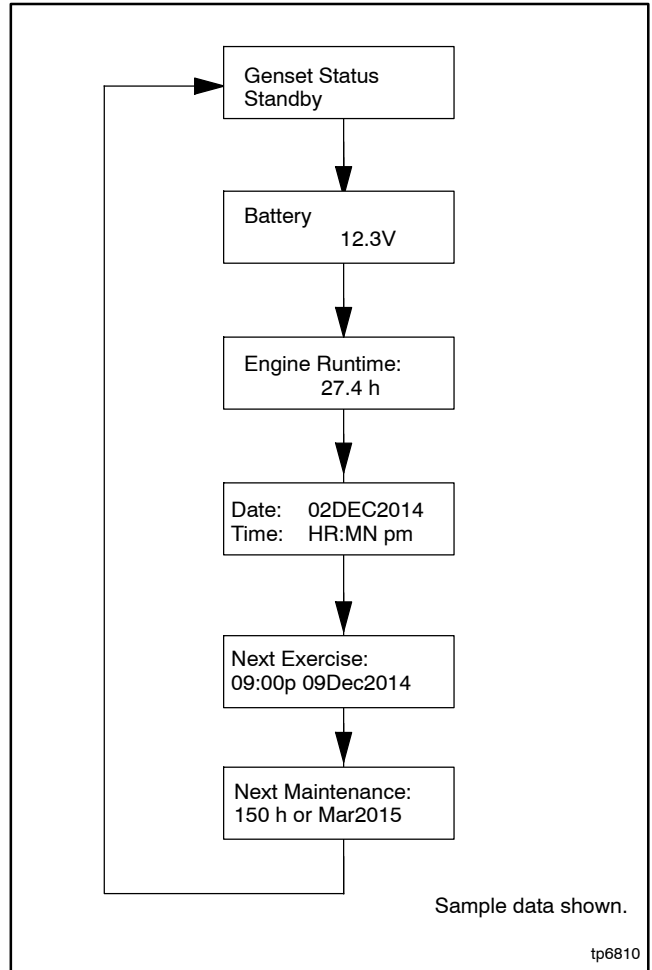 Genset Status
Standby
Battery
12.3V
Engine Runtime:
27.4 h
Date: 02DEC2014
Time: HR:MN pm
Next Exercise:
09:00p 09Dec2014
Next Maintenance:
150 h or Mar2015
Sample data shown.
tp6810